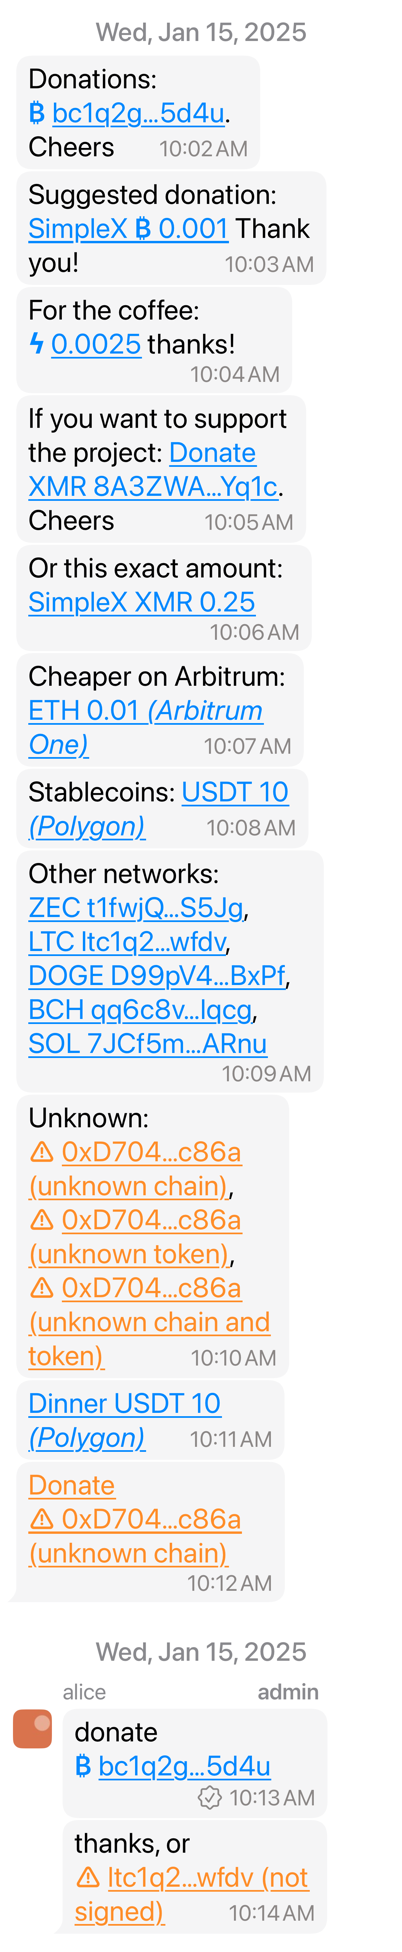 Wed, Jan 15, 2025
Donations:
₿ bc1q2g...5d4u.
Cheers 10:02 AM
Suggested donation:
SimpleX ₿ 0.001 Thank
you! 10:03 AM
For the coffee:
ϟ 0.0025 thanks!
10:04 AM
If you want to support
the project: Donate
XMR 8A3ZWA...Yq1c.
Cheers 10:05 AM
Or this exact amount:
SimpleX XMR 0.25
10:06 AM
Cheaper on Arbitrum:
ETH 0.01 (Arbitrum
One) 10:07 AM
Stablecoins: USDT 10
(Polygon) 10:08 AM
Other networks:
ZEC t1fwjQ...S5Jg,
LTC ltc1q2...wfdv,
DOGE D99pV4...BxPf,
BCH qq6c8v...lqcg,
SOL 7JCf5m...ARnu
10:09 AM
Unknown:
⚠ 0xD704...c86a
(unknown chain),
⚠ 0xD704...c86a
(unknown token),
⚠ 0xD704...c86a
(unknown chain and
token) 10:10 AM
Dinner USDT 10
(Polygon) 10:11 AM
Donate
⚠ 0xD704...c86a
(unknown chain)
10:12 AM
Wed, Jan 15, 2025
alice admin
donate
₿ bc1q2g...5d4u
10:13 AM
thanks, or
⚠ ltc1q2...wfdv (not
signed) 10:14 AM